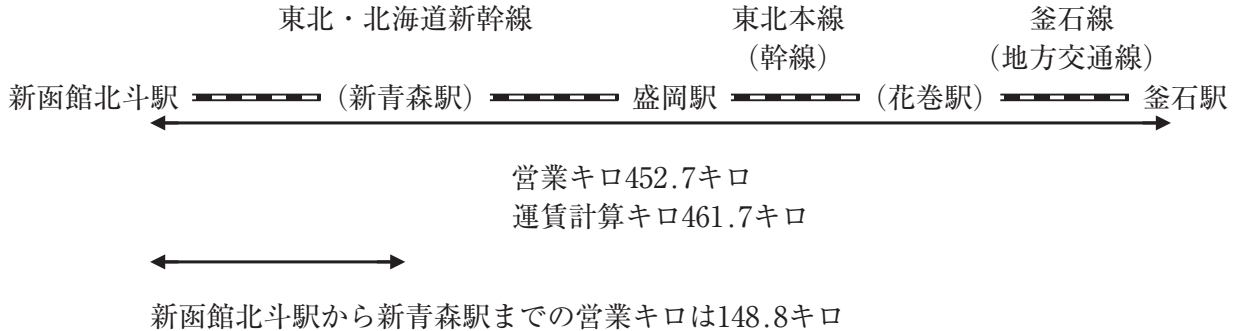 東北・北海道新幹線 東北本線 釜石線
(幹線) (地方交通線)
新函館北斗駅 (新青森駅) 盛岡駅 (花巻駅) 釜石駅
営業キロ452.7キロ
運賃計算キロ461.7キロ
新函館北斗駅から新青森駅までの営業キロは148.8キロ